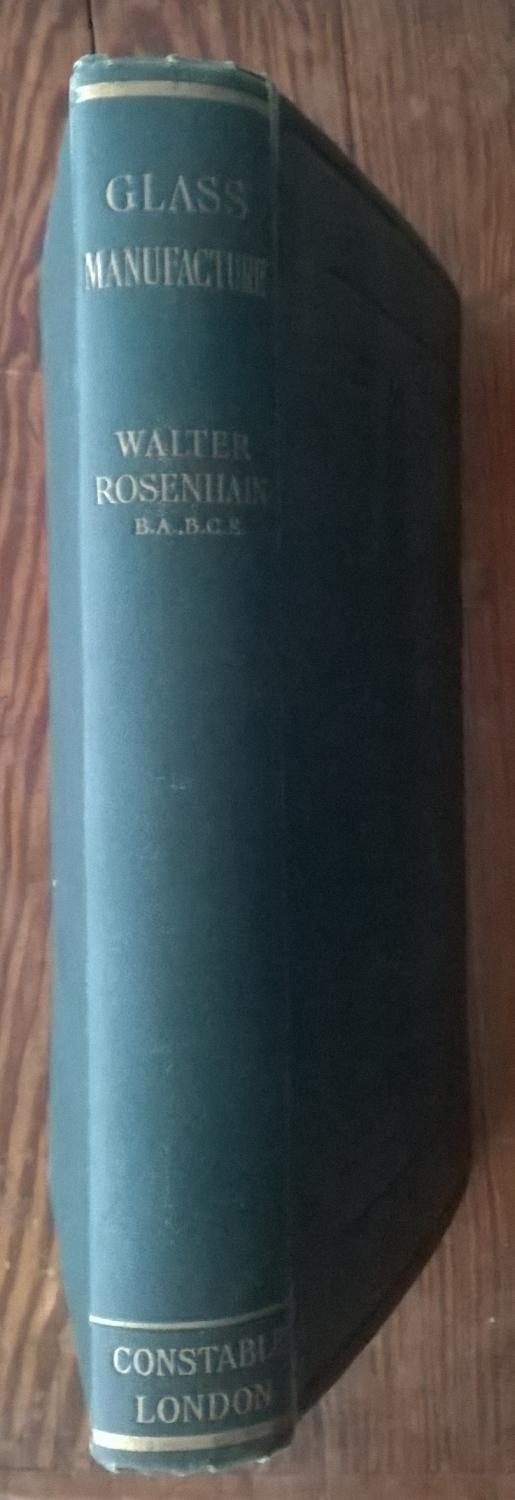 GLASS
MANUFACTURE
WALTER
ROSENHAIN
B.A., B.C.E.
CONSTABLE
LONDON